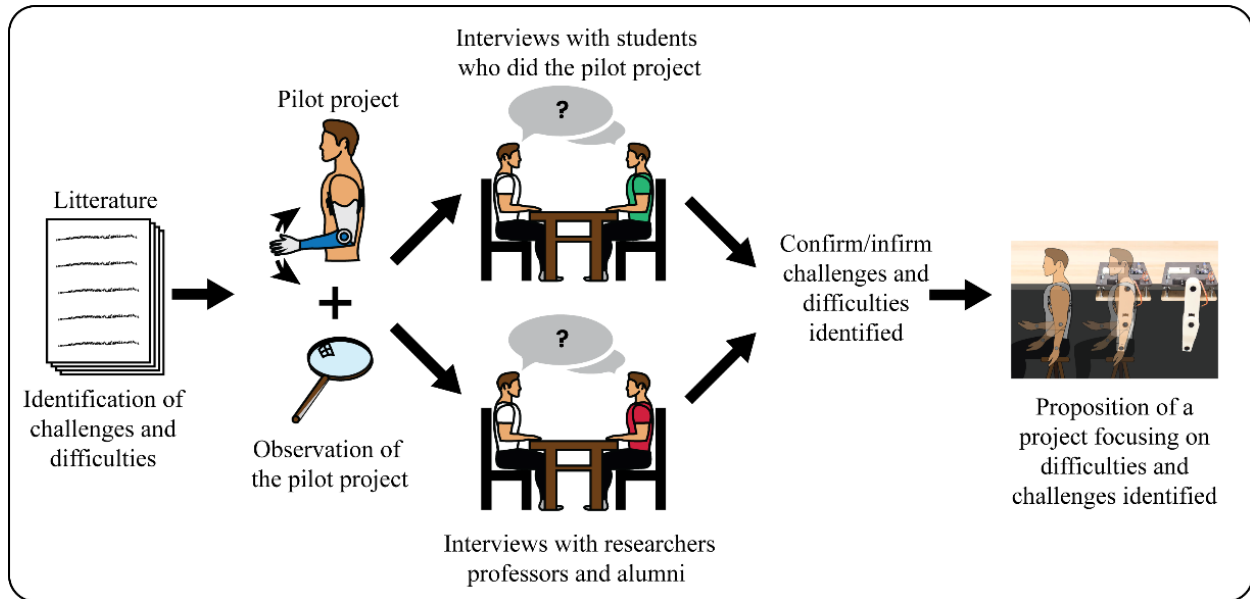 Litterature
Identification of
challenges and
difficulties
Pilot project
+
Observation of
the pilot project
Interviews with students
who did the pilot project
?
?
Interviews with researchers
professors and alumni
Confirm/infirm
challenges and
difficulties
identified
Proposition of a
project focusing on
difficulties and
challenges identified